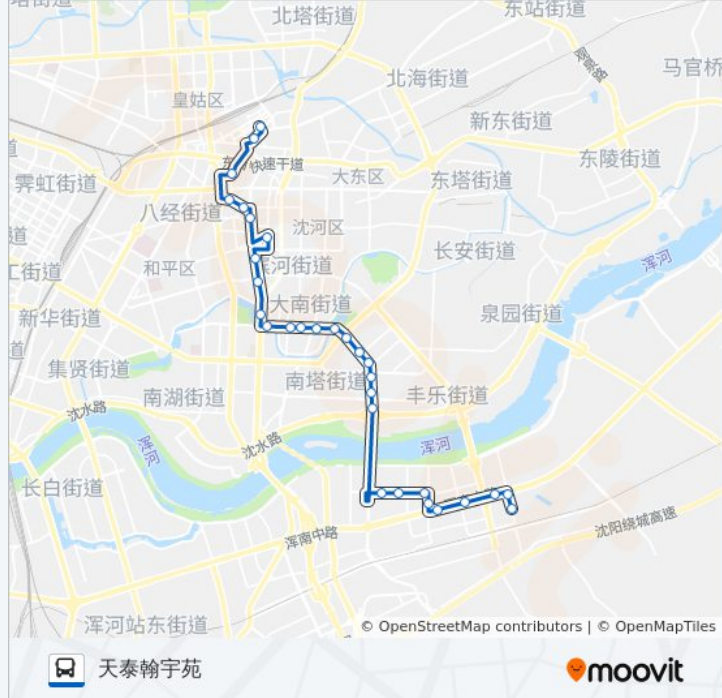 塔街道
北塔街道
东站街道
观泉路
马官桥
北海街道
皇姑区
新东街道
东陵街道
快速干道
大东区
东塔街道
霁虹街道
八经街道
沈河区
长安街道
浑河
滨河街道
和平区
工街道
大南街道
泉园街道
新华街道
集贤街道
南塔街道
丰乐街道
南湖街道
沈水路
浑河
沈水路
浑河
长白街道
浑南中路
沈阳绕城高速
浑河站东街道
© OpenStreetMap contributors | © OpenMapTiles
天泰翰宇苑
moovit